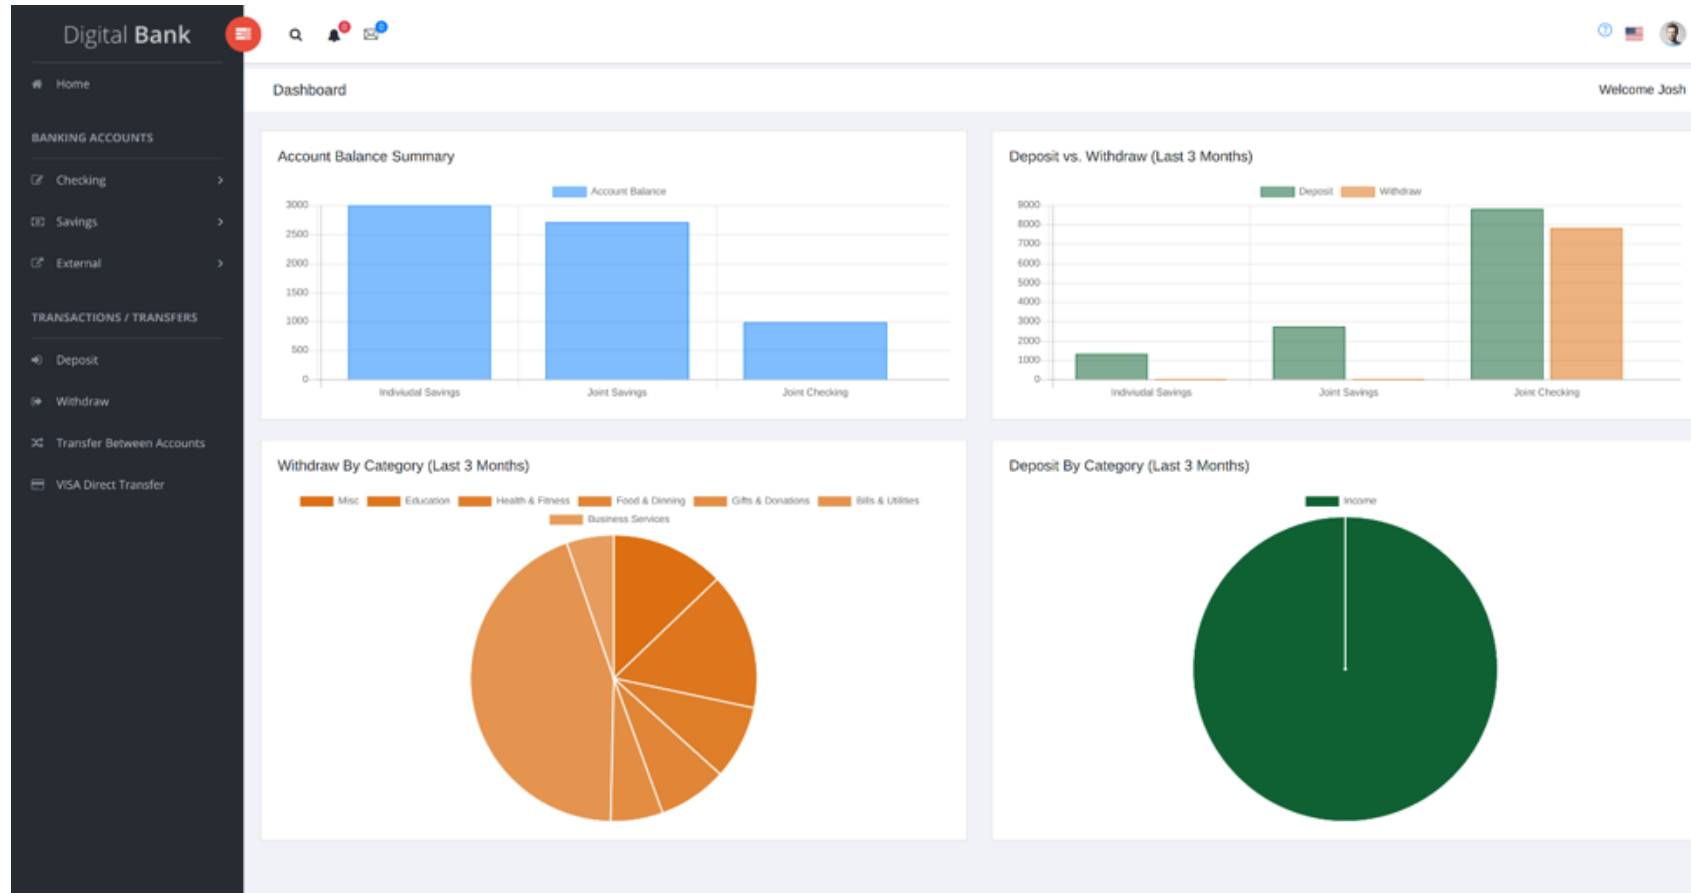 Digital Bank
0
0
Home
BANKING ACCOUNTS
Checking
Savings
External
TRANSACTIONS / TRANSFERS
Deposit
Withdraw
Transfer Between Accounts
VISA Direct Transfer
Dashboard
Welcome Josh
Account Balance Summary
Account Balance
3000
2500
2000
1500
1000
500
0
Indiviudal Savings
Joint Savings
Joint Checking
Deposit vs. Withdraw (Last 3 Months)
Deposit Withdraw
9000
8000
7000
6000
5000
4000
3000
2000
1000
0
Indiviudal Savings
Joint Savings
Joint Checking
Withdraw By Category (Last 3 Months)
Misc Education Health & Fitness Food & Dinning Gifts & Donations Bills & Utilities
Business Services
Deposit By Category (Last 3 Months)
Income